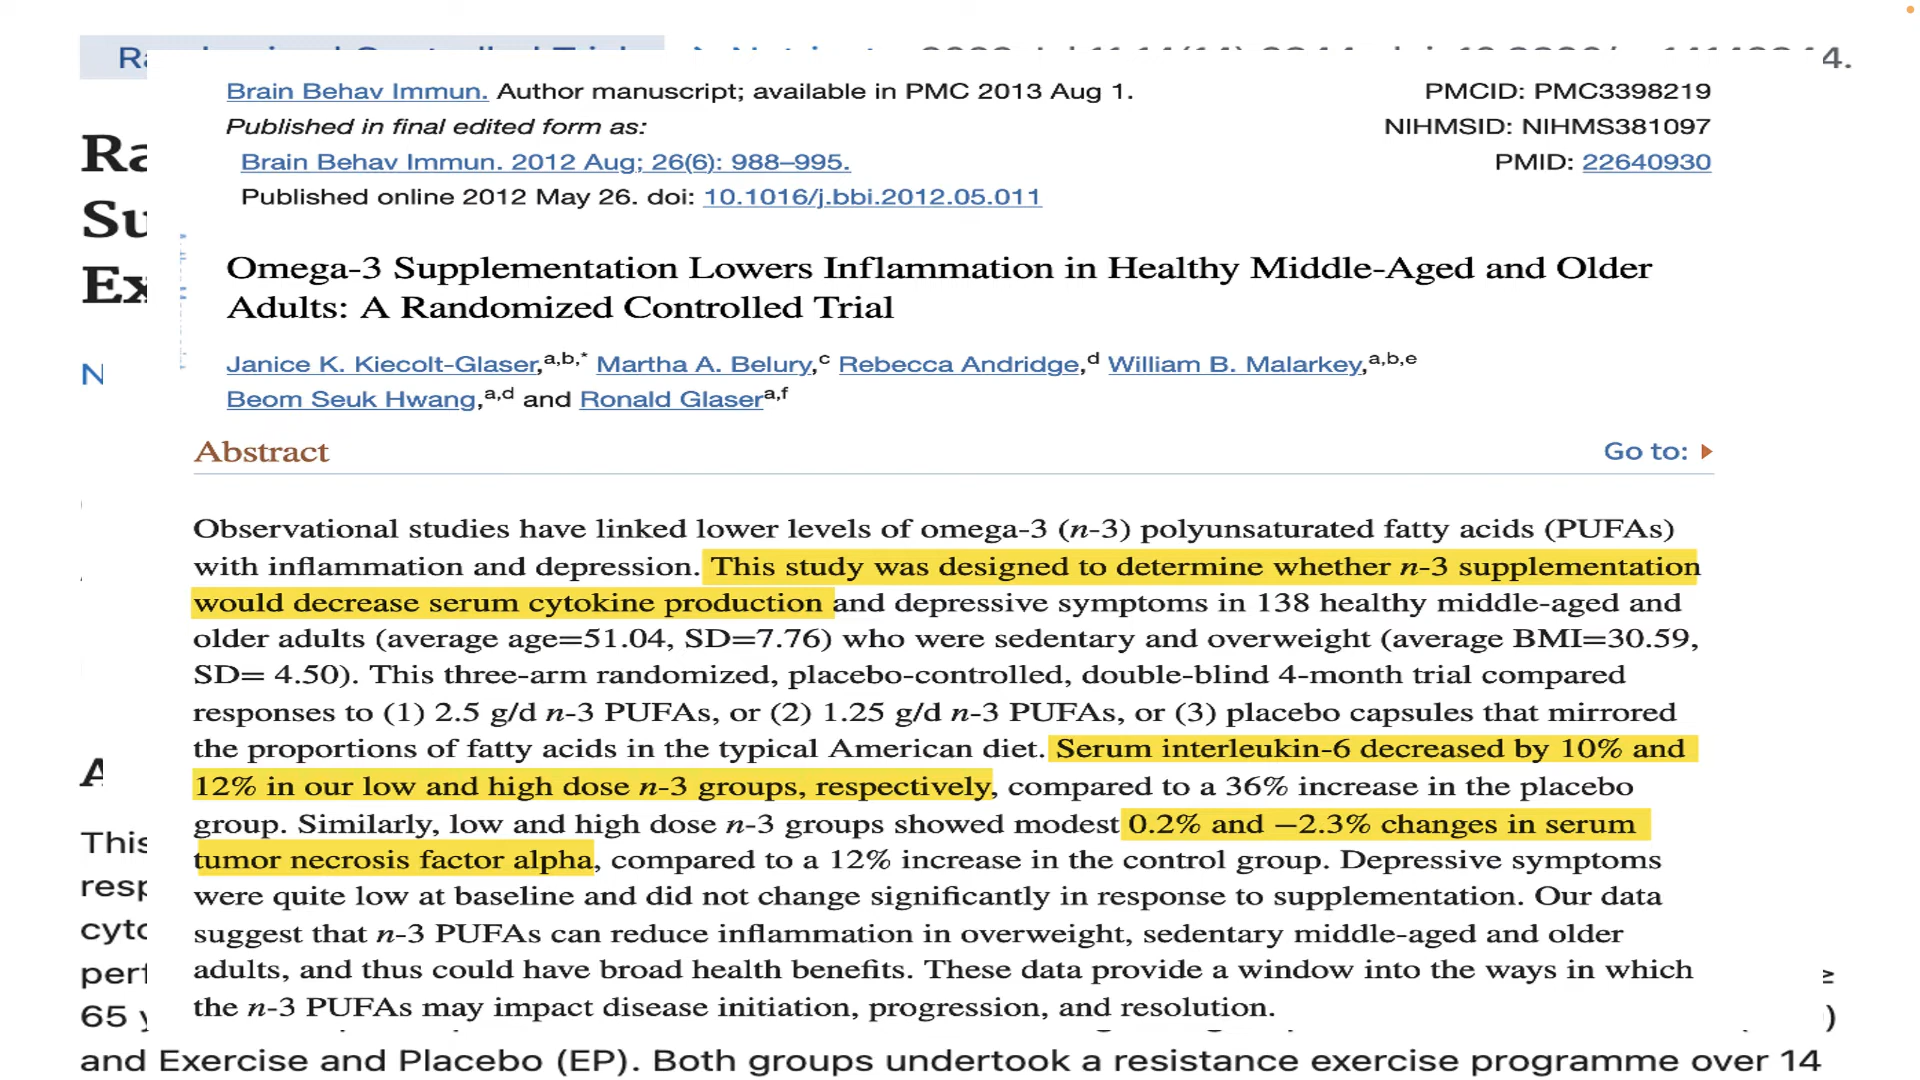 Brain Behav Immun. Author manuscript; available in PMC 2013 Aug 1.
PMCID: PMC3398219
Published in final edited form as:
NIHMSID: NIHMS381097
Brain Behav Immun. 2012 Aug; 26(6): 988–995.
PMID: 22640930
Published online 2012 May 26. doi: 10.1016/j.bbi.2012.05.011
Omega-3 Supplementation Lowers Inflammation in Healthy Middle-Aged and Older
Adults: A Randomized Controlled Trial
Janice K. Kiecolt-Glaser,a,b,* Martha A. Belury,c Rebecca Andridge,d William B. Malarkey,a,b,e
Beom Seuk Hwang,a,d and Ronald Glasera,f
Abstract
Go to:
Observational studies have linked lower levels of omega-3 (n-3) polyunsaturated fatty acids (PUFAs)
with inflammation and depression. This study was designed to determine whether n-3 supplementation
would decrease serum cytokine production and depressive symptoms in 138 healthy middle-aged and
older adults (average age=51.04, SD=7.76) who were sedentary and overweight (average BMI=30.59,
SD= 4.50). This three-arm randomized, placebo-controlled, double-blind 4-month trial compared
responses to (1) 2.5 g/d n-3 PUFAs, or (2) 1.25 g/d n-3 PUFAs, or (3) placebo capsules that mirrored
the proportions of fatty acids in the typical American diet. Serum interleukin-6 decreased by 10% and
12% in our low and high dose n-3 groups, respectively, compared to a 36% increase in the placebo
group. Similarly, low and high dose n-3 groups showed modest 0.2% and –2.3% changes in serum
tumor necrosis factor alpha, compared to a 12% increase in the control group. Depressive symptoms
were quite low at baseline and did not change significantly in response to supplementation. Our data
suggest that n-3 PUFAs can reduce inflammation in overweight, sedentary middle-aged and older
adults, and thus could have broad health benefits. These data provide a window into the ways in which
the n-3 PUFAs may impact disease initiation, progression, and resolution.
This
65
and Exercise and Placebo (EP). Both groups undertook a resistance exercise programme over 14